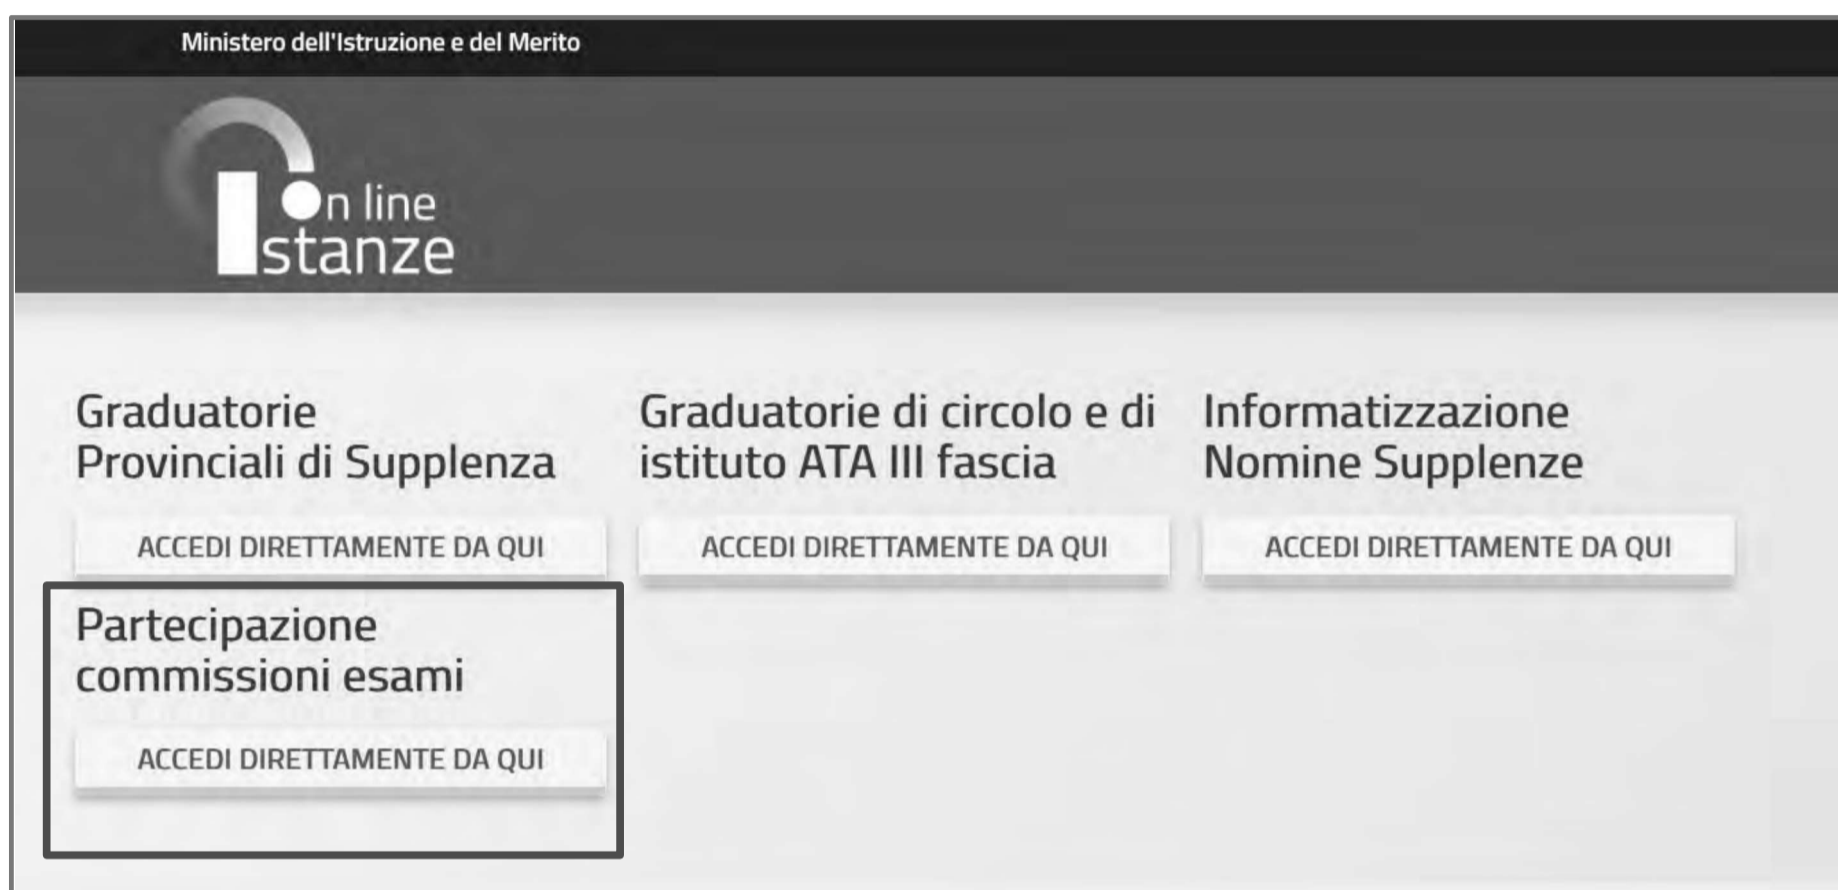 Ministero dell'Istruzione e del Merito
On line
Istanze
Graduatorie
Provinciali di Supplenza
ACCEDI DIRETTAMENTE DA QUI
Graduatorie di circolo e di
istituto ATA III fascia
ACCEDI DIRETTAMENTE DA QUI
Informatizzazione
Nomine Supplenze
ACCEDI DIRETTAMENTE DA QUI
Partecipazione
commissioni esami
ACCEDI DIRETTAMENTE DA QUI